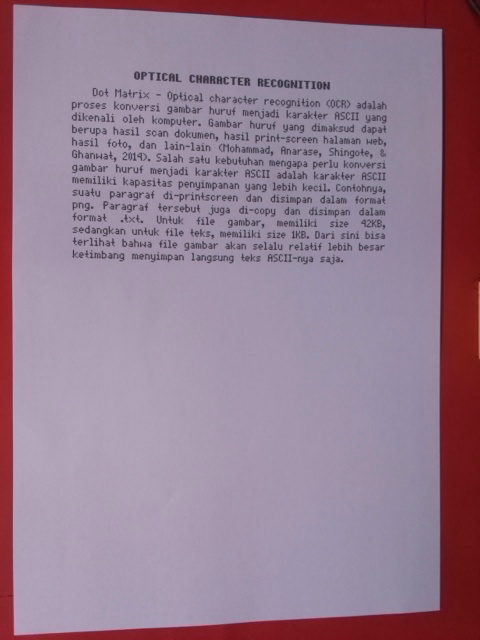 OPTICAL CHARACTER RECOGNITION
Dot Matrix - Optical character recognition (OCR) adalah
proses konversi gambar huruf menjadi karakter ASCII yang
dikenali oleh komputer. Gambar huruf yang dimaksud dapat
berupa hasil scan dokumen, hasil print-screen halaman web,
hasil foto, dan lain-lain (Mohammad, Anarase, Shingote, &
Ghanwat, 2014). Salah satu kebutuhan mengapa perlu konversi
gambar huruf menjadi karakter ASCII adalah karakter ASCII
memiliki kapasitas penyimpanan yang lebih kecil. Contohnya,
suatu paragraf di-printscreen dan disimpan dalam format
png. Paragraf tersebut juga di-copy dan disimpan dalam
format .txt. Untuk file gambar, memiliki size 42KB,
sedangkan untuk file teks, memiliki size 1KB. Dari sini bisa
terlihat bahwa file gambar akan selalu relatif lebih besar
ketimbang menyimpan langsung teks ASCII-nya saja.